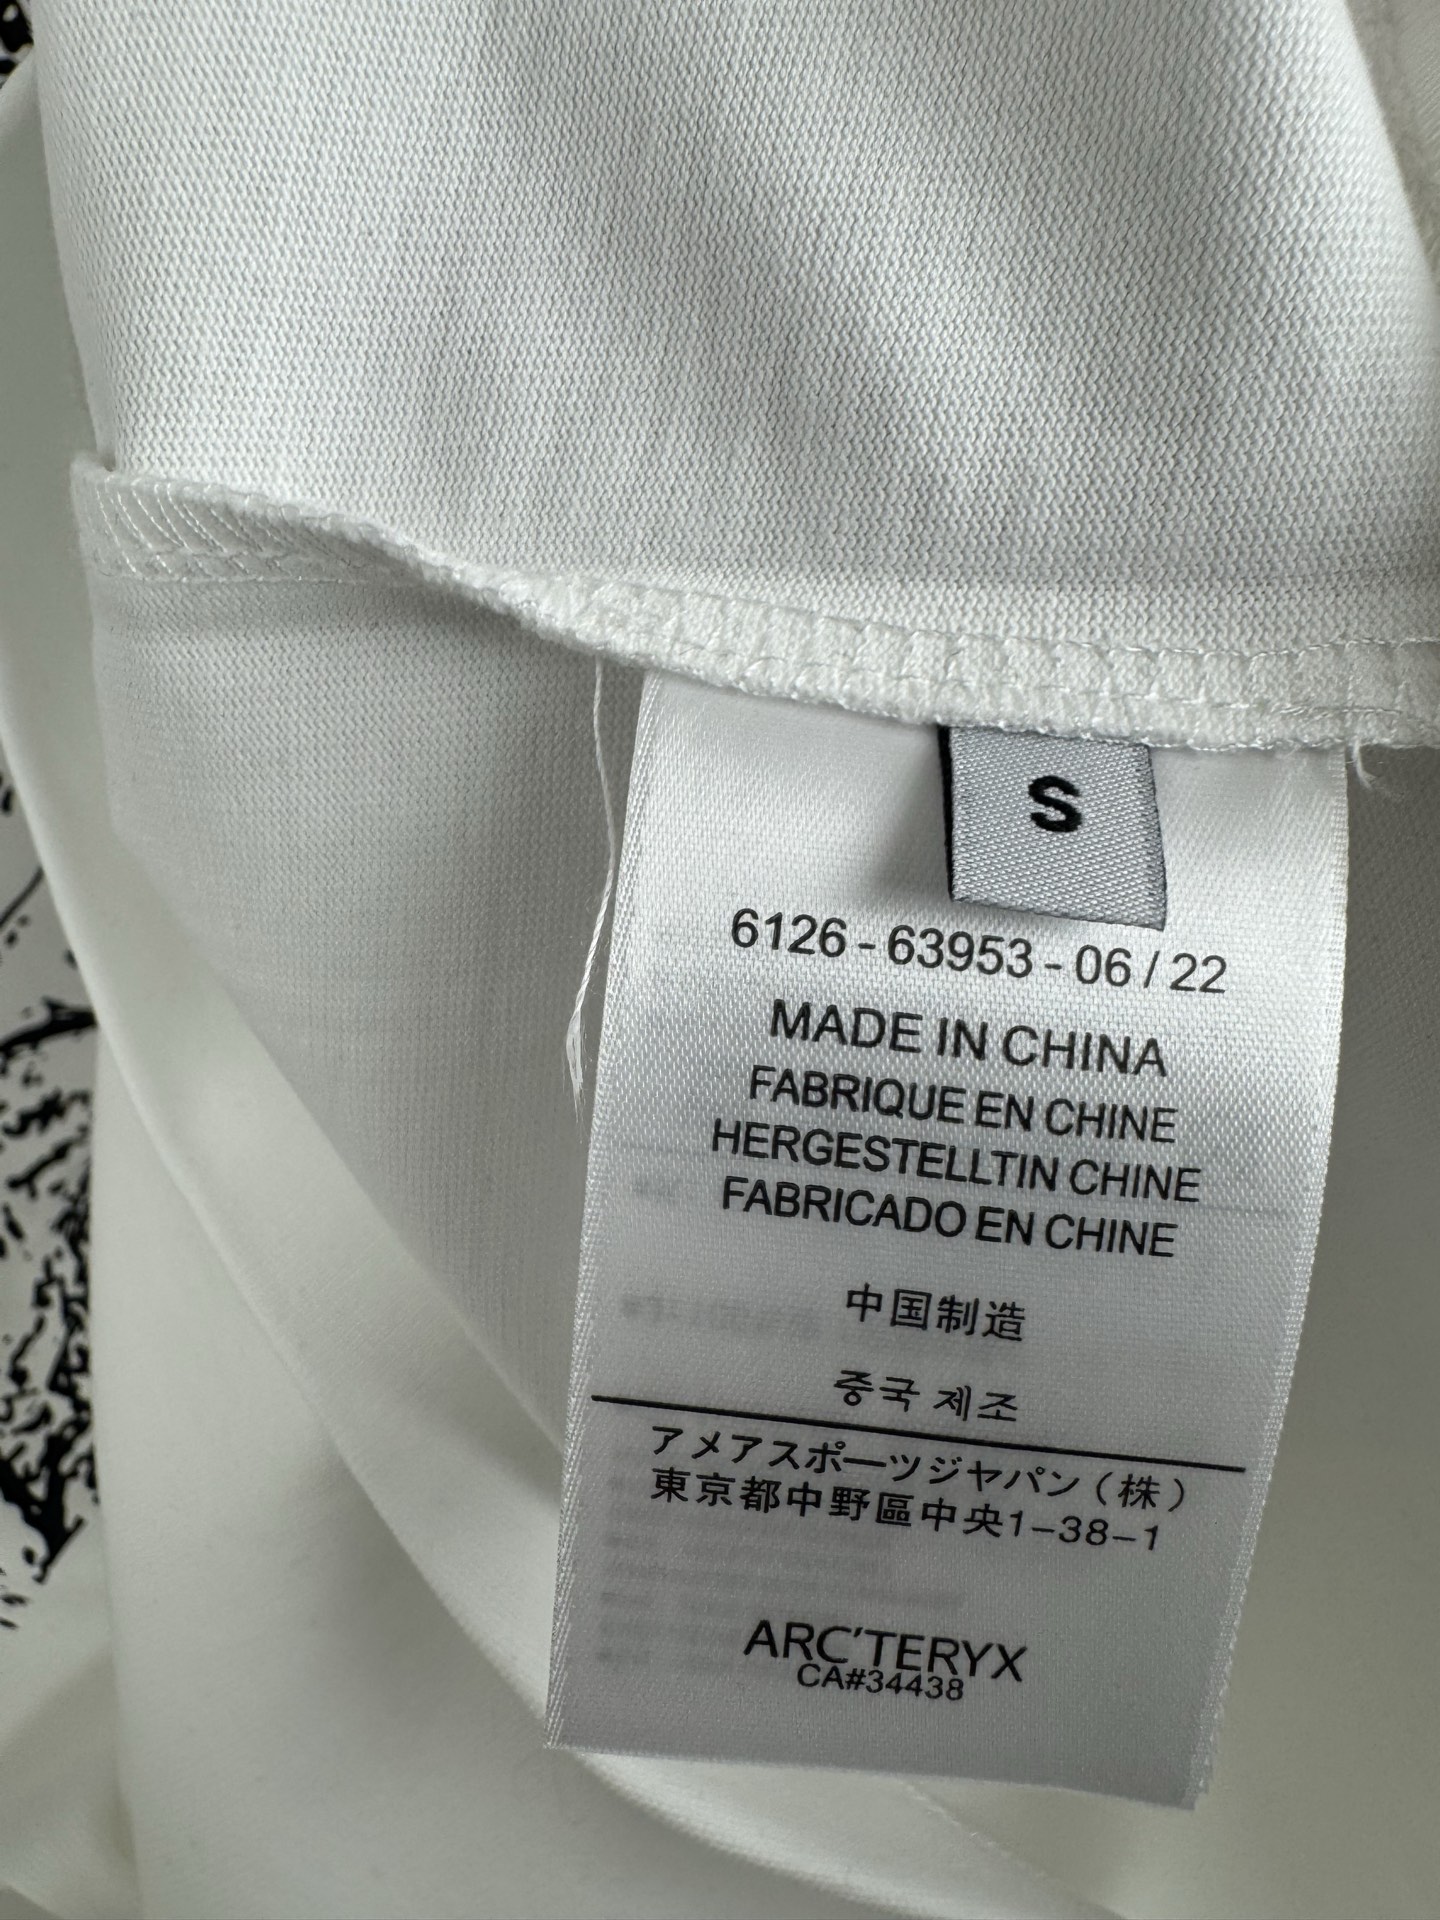 S
6126 - 63953 - 06 / 22
MADE IN CHINA
FABRIQUE EN CHINE
HERGESTELLTIN CHINE
FABRICADO EN CHINE
中国制造
중국 제조
アメアスポーツジヤパン（株）
東京都中野區中央1-38-1
ARC'TERYX
CA#34438